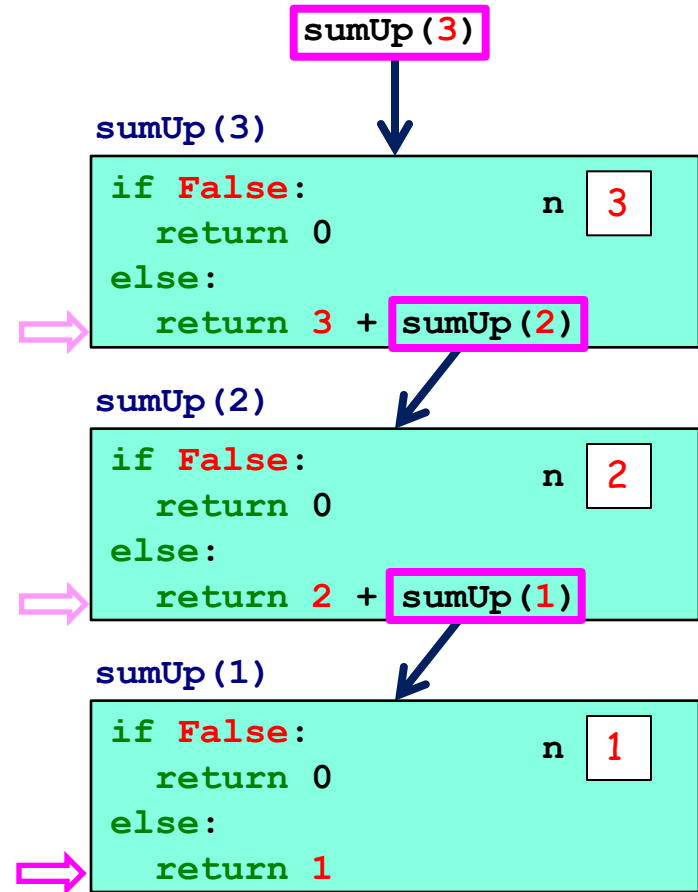 sumUp(3)
sumUp(3)
if False:
n 3
return 0
else:
return 3 + sumUp(2)
sumUp(2)
if False:
n 2
return 0
else:
return 2 + sumUp(1)
sumUp(1)
if False:
n 1
return 0
else:
return 1